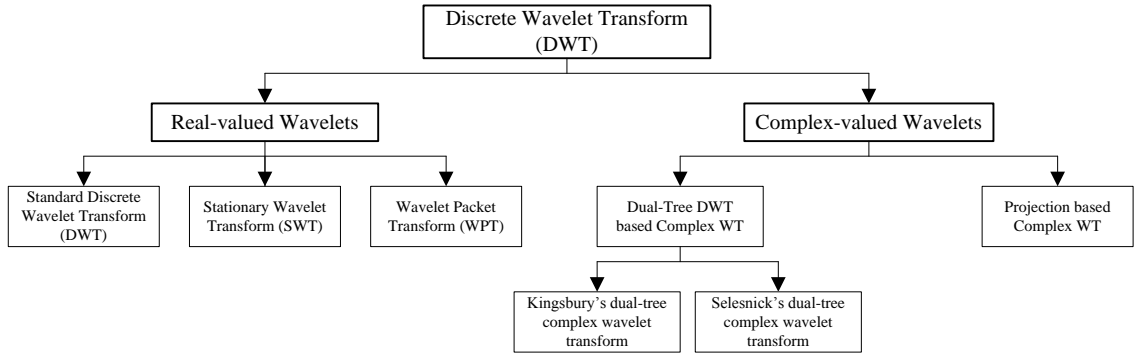 Discrete Wavelet Transform
(DWT)
Real-valued Wavelets
Complex-valued Wavelets
Standard Discrete
Wavelet Transform
(DWT)
Stationary Wavelet
Transform (SWT)
Wavelet Packet
Transform (WPT)
Dual-Tree DWT
based Complex WT
Projection based
Complex WT
Kingsbury’s dual-tree
complex wavelet
transform
Selesnick’s dual-tree
complex wavelet
transform